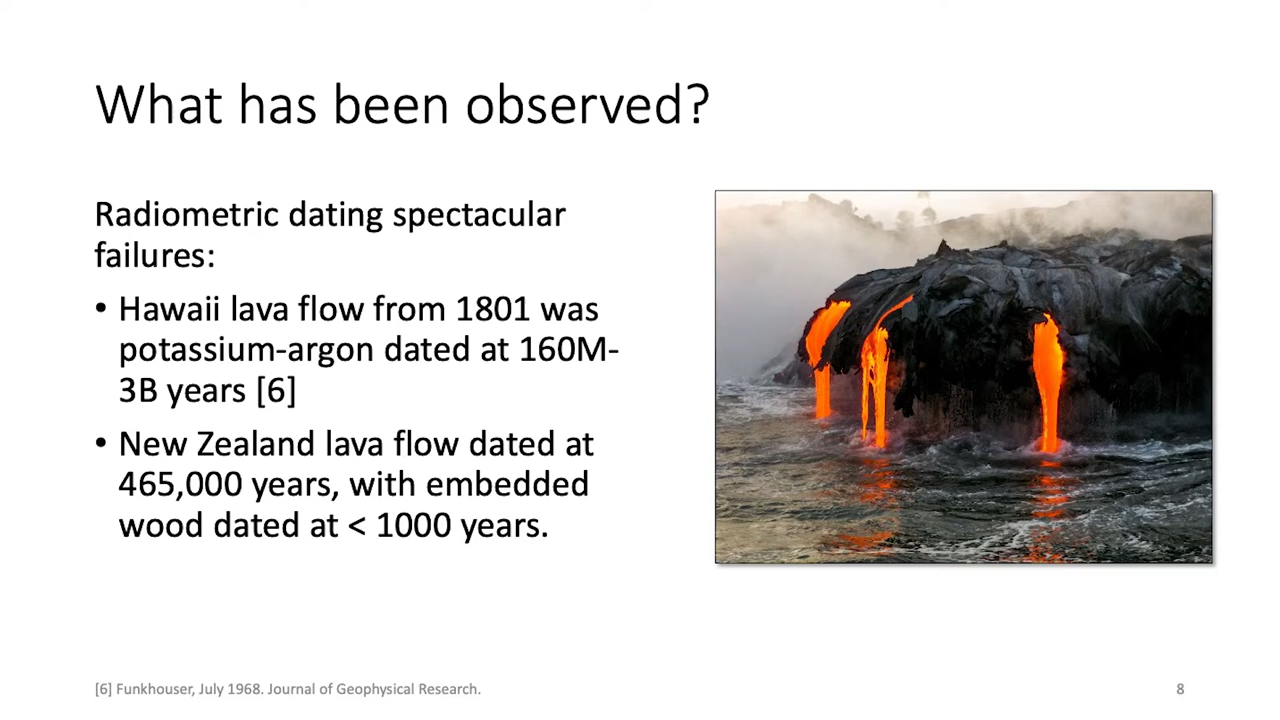 What has been observed?
Radiometric dating spectacular
failures:
• Hawaii lava flow from 1801 was
potassium-argon dated at 160M-
3B years [6]
• New Zealand lava flow dated at
465,000 years, with embedded
wood dated at < 1000 years.
[6] Funkhouser, July 1968. Journal of Geophysical Research.
8